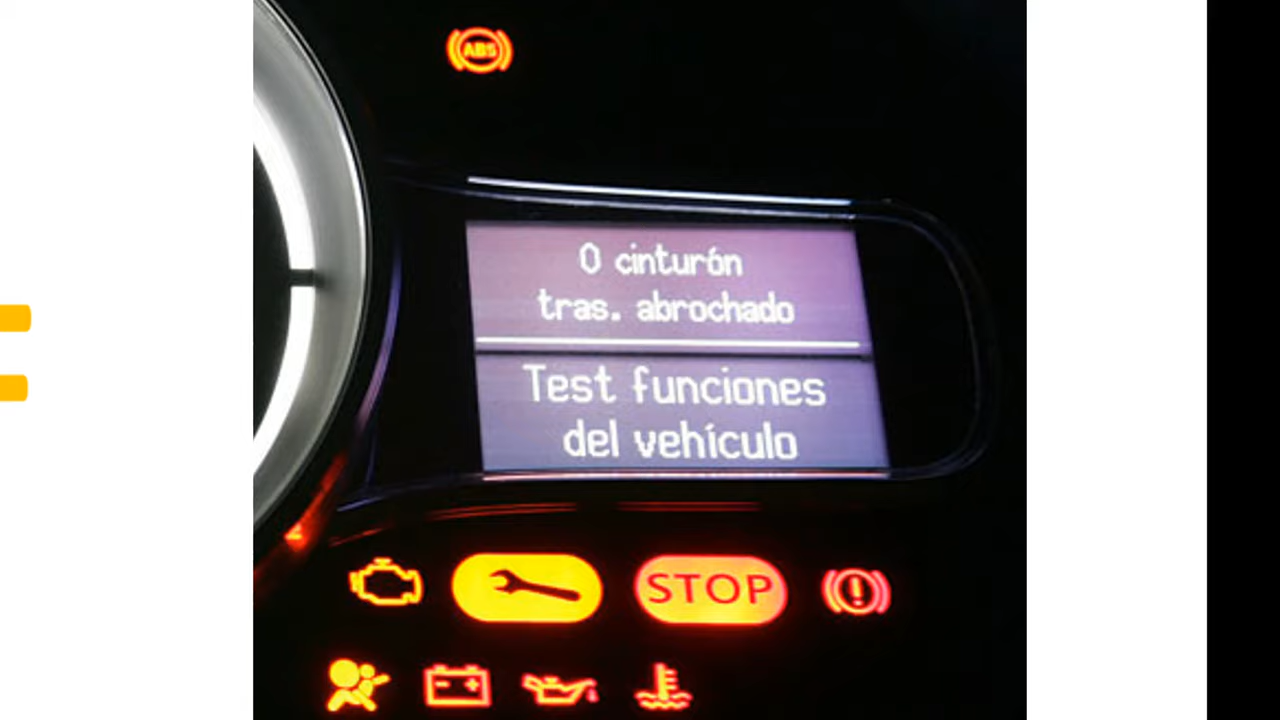 ABS
0 cinturón
tras. abrochado
Test funciones
del vehículo
STOP